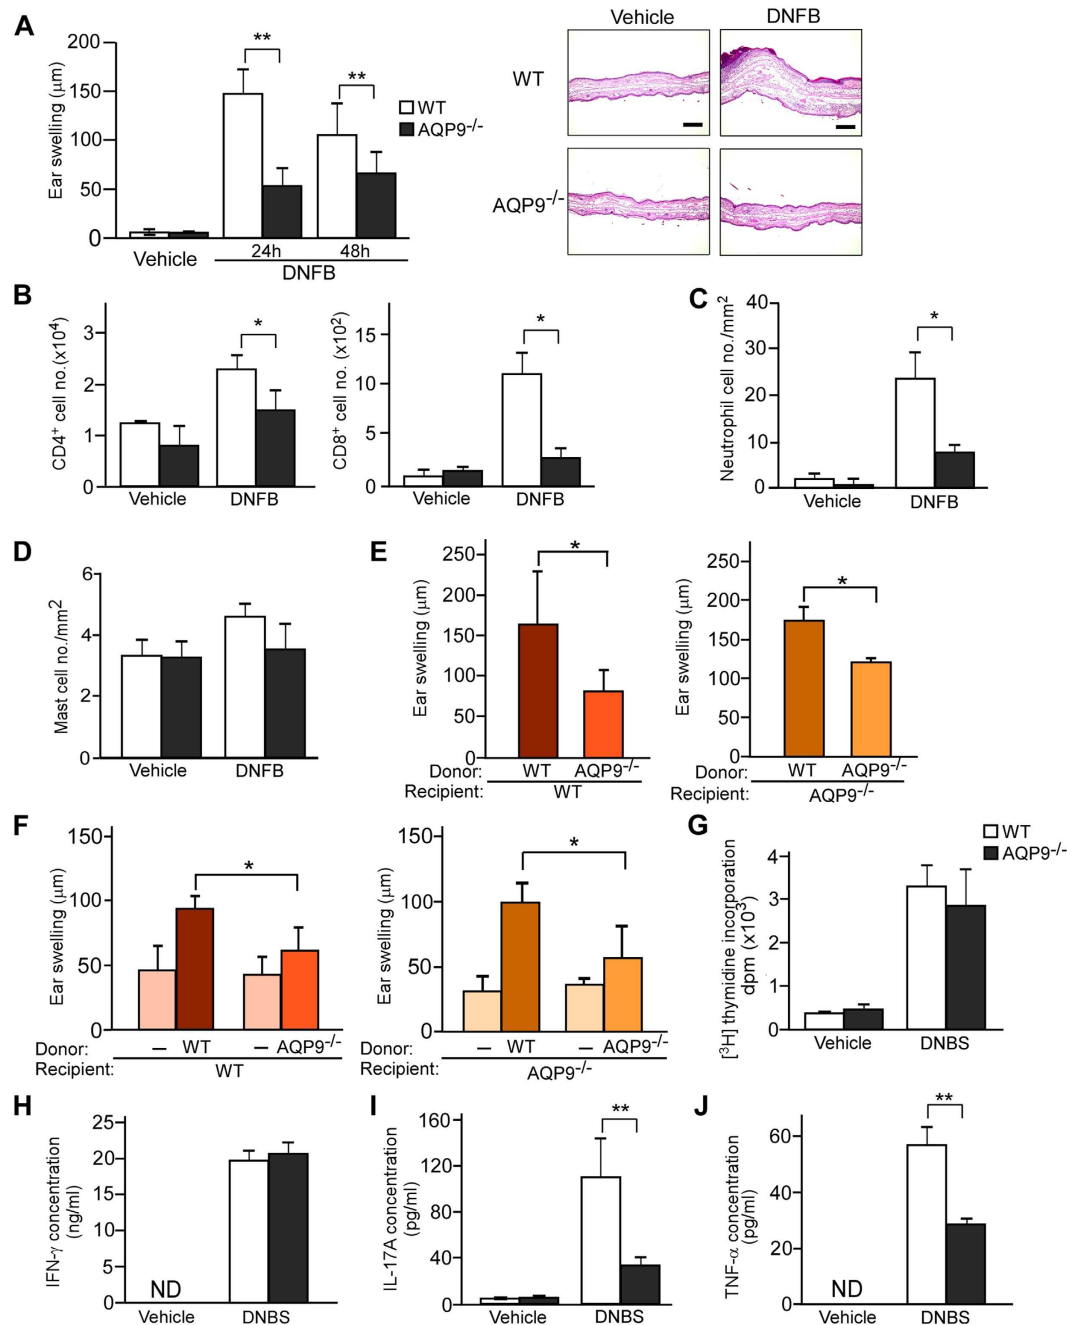 A
Ear swelling (μm)
200
150
100
50
0
**
**
WT
AQP9-/-
Vehicle
24h
48h
DNFB
Vehicle
DNFB
WT
AQP9-/-
B
CD4+ cell no.(x10⁴)
3
2
1
0
*
Vehicle
DNFB
CD8+ cell no. (x10²)
15
10
5
0
*
Vehicle
DNFB
C
Neutrophil cell no./mm²
40
30
20
10
0
*
Vehicle
DNFB
D
Mast cell no./mm2
6
4
2
0
Vehicle
DNFB
E
Ear swelling (μm)
250
200
150
100
50
0
*
Donor:
WT
AQP9-/-
Recipient:
WT
Ear swelling (μm)
250
200
150
100
50
0
*
Donor:
WT
AQP9-/-
Recipient:
AQP9-/-
F
Ear swelling (μm)
150
100
50
0
*
Donor:
– WT
– AQP9-/-
Recipient:
WT
Ear swelling (μm)
150
100
50
0
*
Donor:
– WT
– AQP9-/-
Recipient:
AQP9-/-
G
WT
AQP9-/-
[³H] thymidine incorporation
dpm (x10³)
4
3
2
1
0
Vehicle
DNBS
H
IFN-γ concentration
(ng/ml)
25
20
15
10
5
0
ND
Vehicle
DNBS
I
IL-17A concentration
(pg/ml)
160
120
80
40
0
**
Vehicle
DNBS
J
TNF-α concentration
(pg/ml)
60
40
20
0
**
ND
Vehicle
DNBS